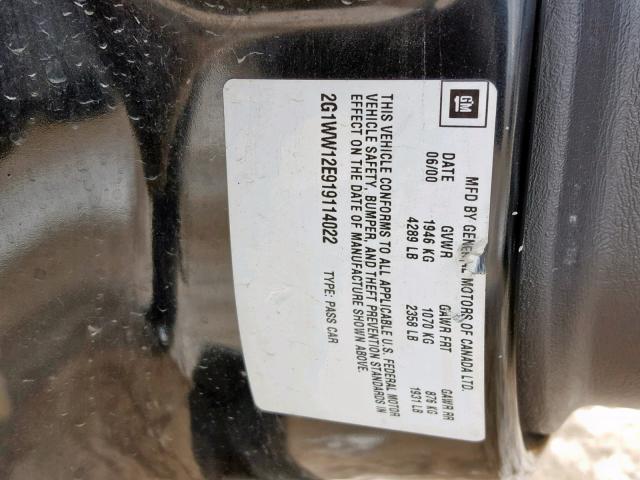 GM
MFD BY GENERAL MOTORS OF CANADA LTD.
DATE GVWR GAWR FRT GAWR RR
06/00 1946 KG 1070 KG 876 KG
4289 LB 2358 LB 1931 LB
THIS VEHICLE CONFORMS TO ALL APPLICABLE U.S. FEDERAL MOTOR
VEHICLE SAFETY, BUMPER, AND THEFT PREVENTION STANDARDS IN
EFFECT ON THE DATE OF MANUFACTURE SHOWN ABOVE.
2G1WW12E919114022 TYPE: PASS CAR